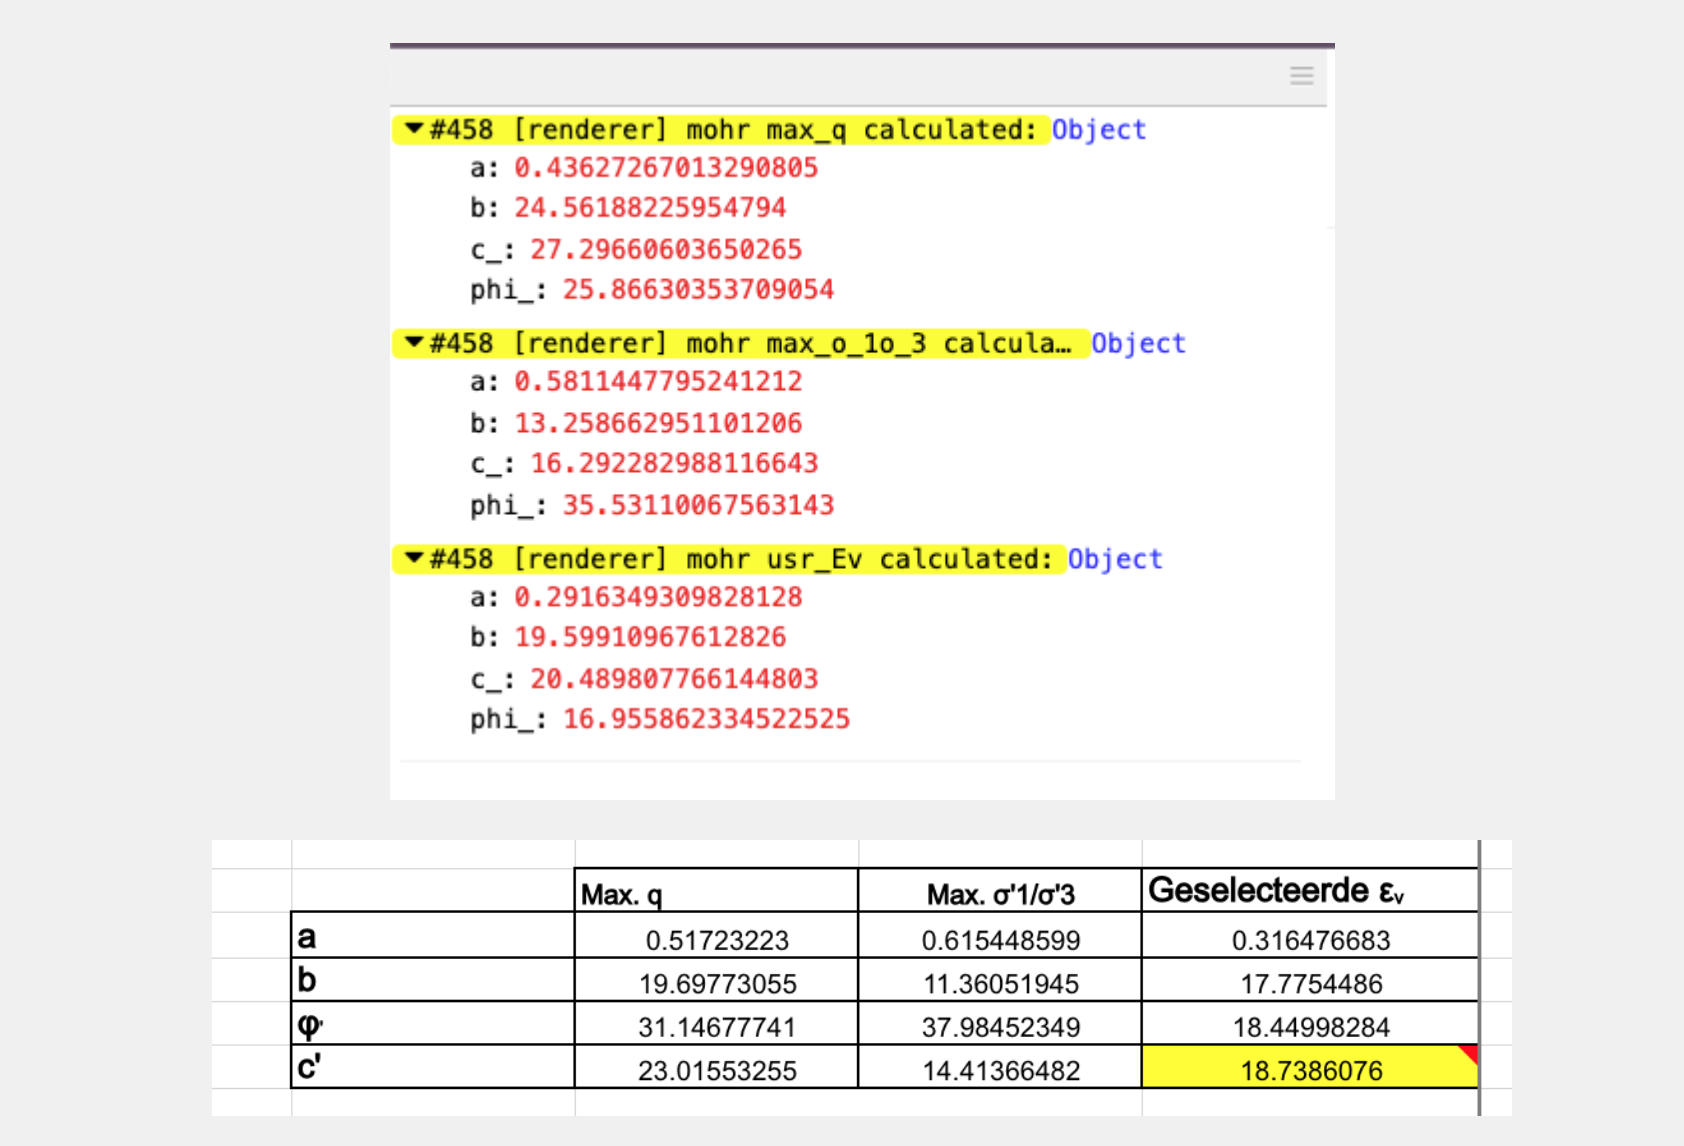 #458 [renderer] mohr max_q calculated: Object
a: 0.43627267013290805
b: 24.56188225954794
c_: 27.29660603650265
phi_: 25.86630353709054
#458 [renderer] mohr max_o_1o_3 calcula… Object
a: 0.5811447795241212
b: 13.258662951101206
c_: 16.292282988116643
phi_: 35.53110067563143
#458 [renderer] mohr usr_Ev calculated: Object
a: 0.2916349309828128
b: 19.59910967612826
c_: 20.489807766144803
phi_: 16.955862334522525
Max. q Max. σ'1/σ'3 Geselecteerde εv
a 0.51723223 0.615448599 0.316476683
b 19.69773055 11.36051945 17.7754486
φ' 31.14677741 37.98452349 18.44998284
c' 23.01553255 14.41366482 18.7386076